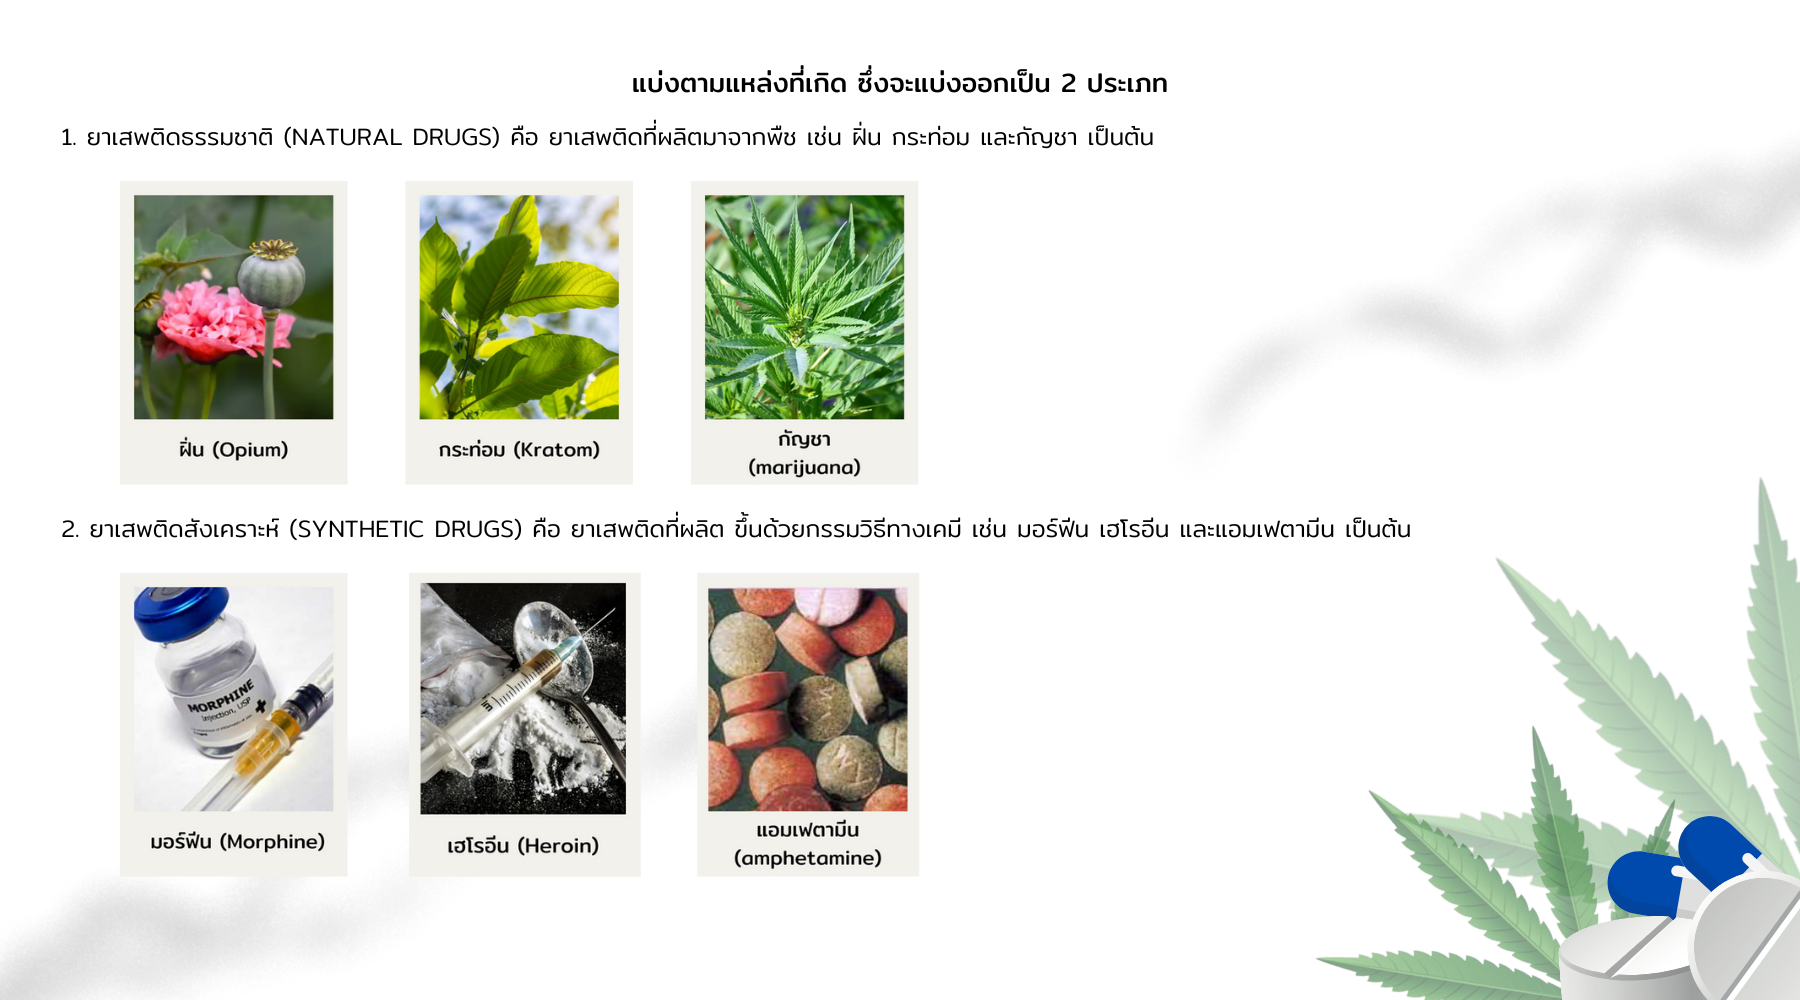 แบ่งตามแหล่งที่เกิด ซึ่งจะแบ่งออกเป็น 2 ประเภท
1. ยาเสพติดธรรมชาติ (NATURAL DRUGS) คือ ยาเสพติดที่ผลิตมาจากพืช เช่น ฝิ่น กระท่อม และกัญชา เป็นต้น
ฝิ่น (Opium)
กระท่อม (Kratom)
กัญชา
(marijuana)
2. ยาเสพติดสังเคราะห์ (SYNTHETIC DRUGS) คือ ยาเสพติดที่ผลิต ขึ้นด้วยกรรมวิธีทางเคมี เช่น มอร์ฟีน เฮโรอีน และแอมเฟตามีน เป็นต้น
MORPHINE
Injection, USP
มอร์ฟีน (Morphine)
เฮโรอีน (Heroin)
แอมเฟตามีน
(amphetamine)